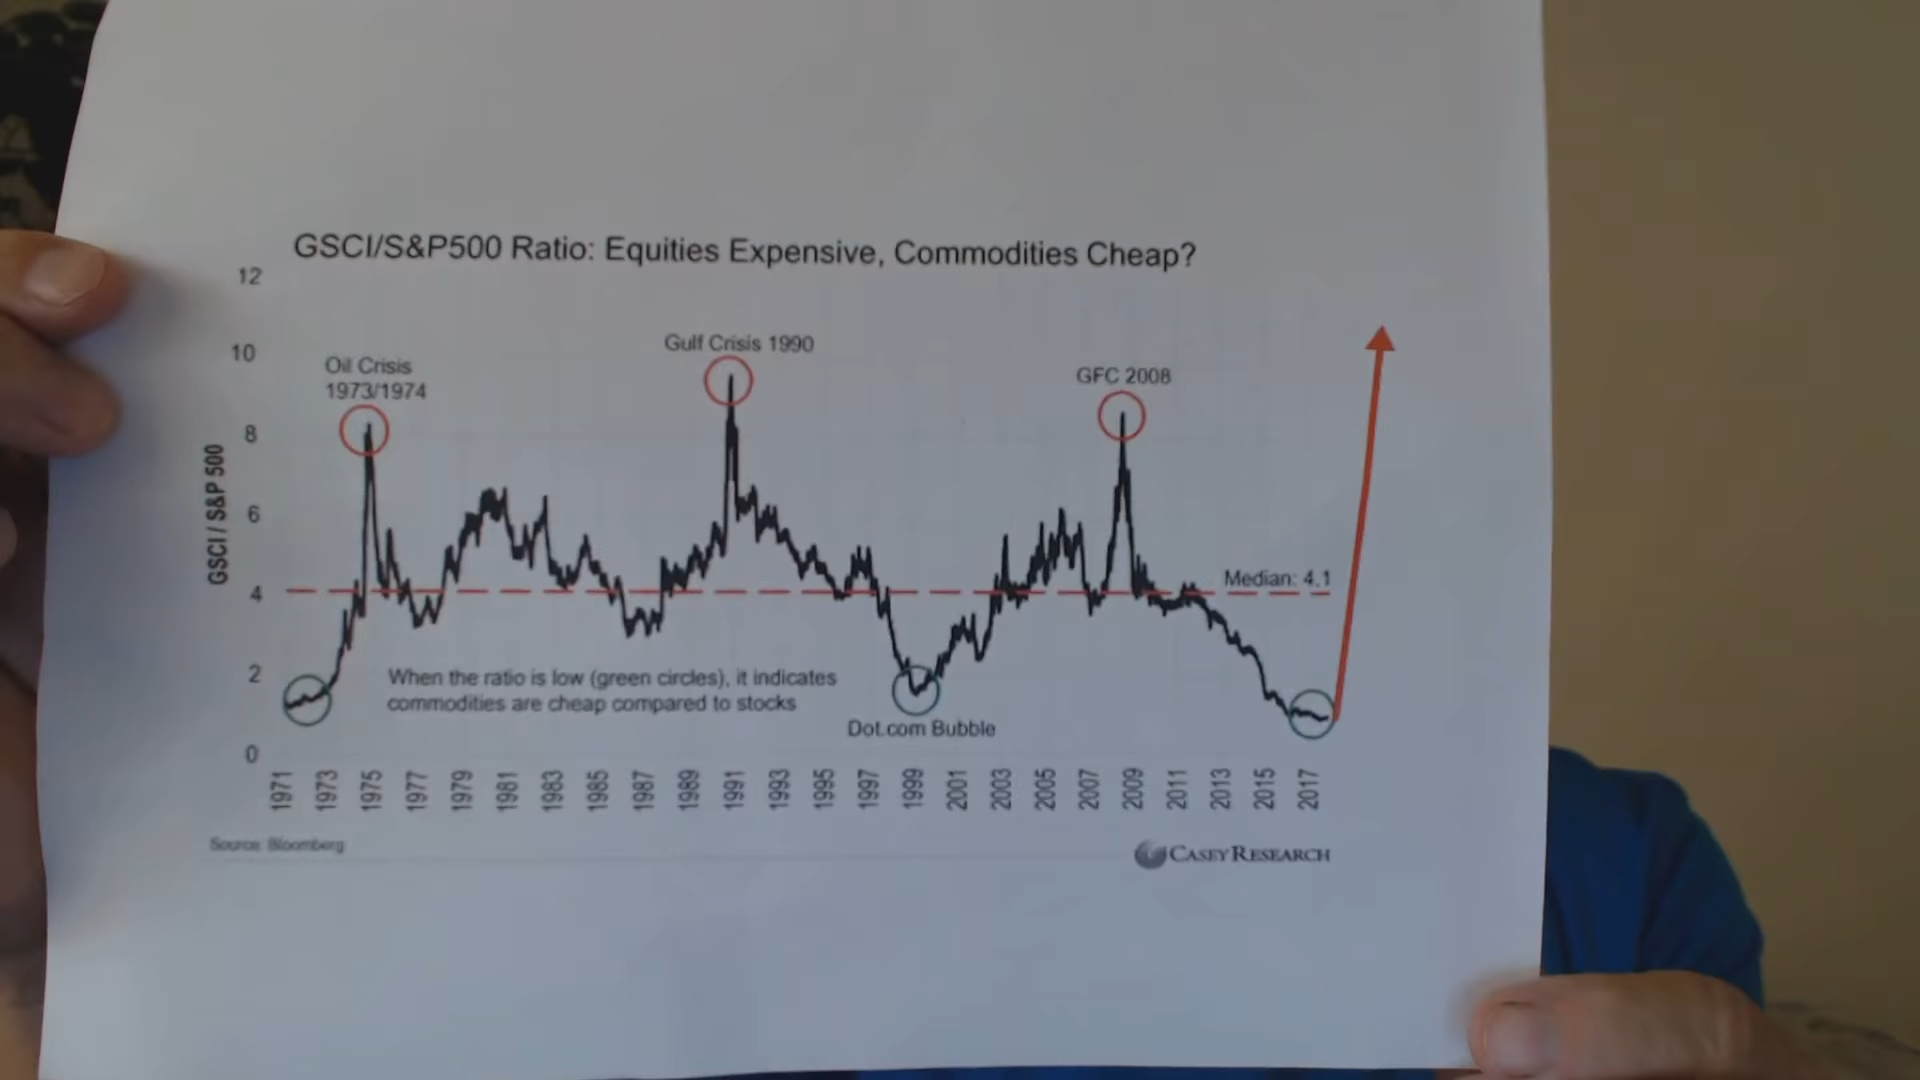 GSCI/S&P500 Ratio: Equities Expensive, Commodities Cheap?
12
10
8
6
4
2
0
GSCI / S&P 500
Oil Crisis
1973/1974
Gulf Crisis 1990
GFC 2008
Median: 4.1
When the ratio is low (green circles), it indicates
commodities are cheap compared to stocks
Dot.com Bubble
1971 1973 1975 1977 1979 1981 1983 1985 1987 1989 1991 1993 1995 1997 1999 2001 2003 2005 2007 2009 2011 2013 2015 2017
Source: Bloomberg
CASEY RESEARCH